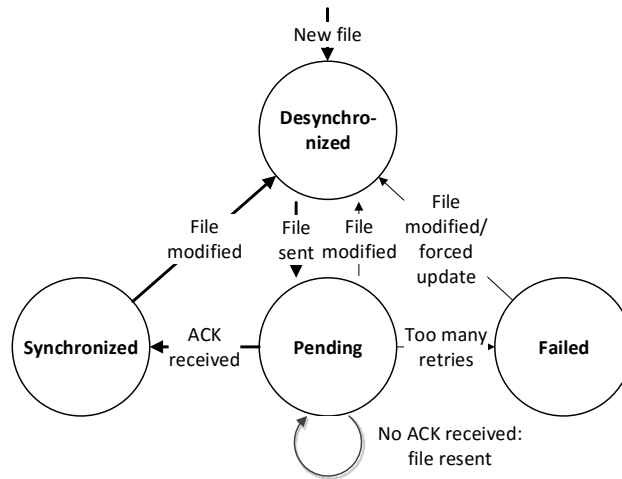 New file
Desynchro-
nized
File
modified
File
sent
File
modified
File
modified/
forced
update
Synchronized
ACK
received
Pending
Too many
retries
Failed
No ACK received:
file resent